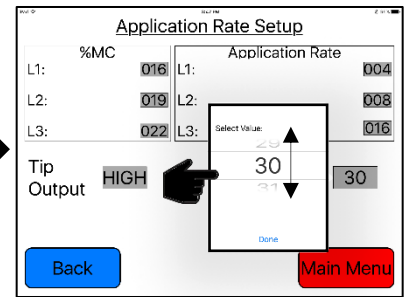 Application Rate Setup
%MC
L1: 016
L2: 019
L3: 022
Application Rate
L1: 004
L2: 008
L3: 016
Tip Output HIGH
Select Value:
29
30
31
Done
30
Back
Main Menu